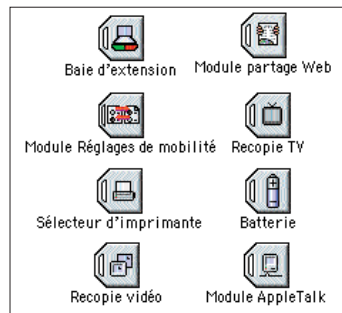 Baie d'extension
Module partage Web
Module Réglages de mobilité
Recopie TV
Sélecteur d'imprimante
Batterie
Recopie vidéo
Module AppleTalk